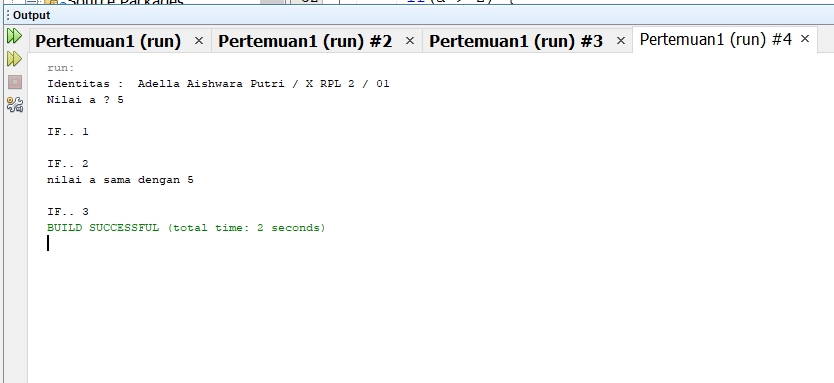 Source Packages
Output
Pertemuan1 (run) × Pertemuan1 (run) #2 × Pertemuan1 (run) #3 × Pertemuan1 (run) #4 ×
run:
Identitas :  Adella Aishwara Putri / X RPL 2 / 01
Nilai a ? 5
IF.. 1
IF.. 2
nilai a sama dengan 5
IF.. 3
BUILD SUCCESSFUL (total time: 2 seconds)